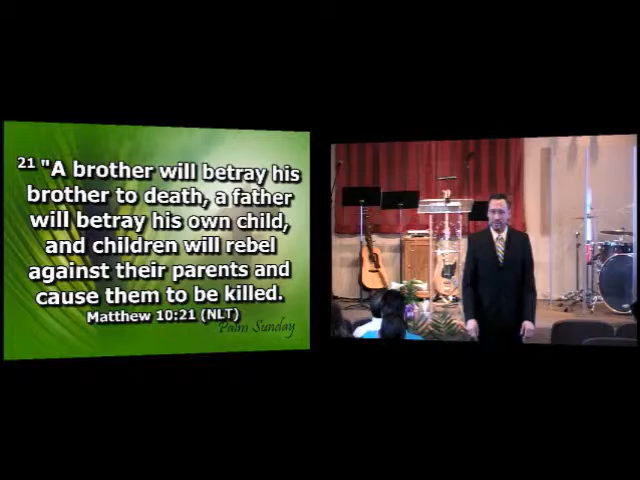 21 "A brother will betray his
brother to death, a father
will betray his own child,
and children will rebel
against their parents and
cause them to be killed.
Matthew 10:21 (NLT)
Palm Sunday